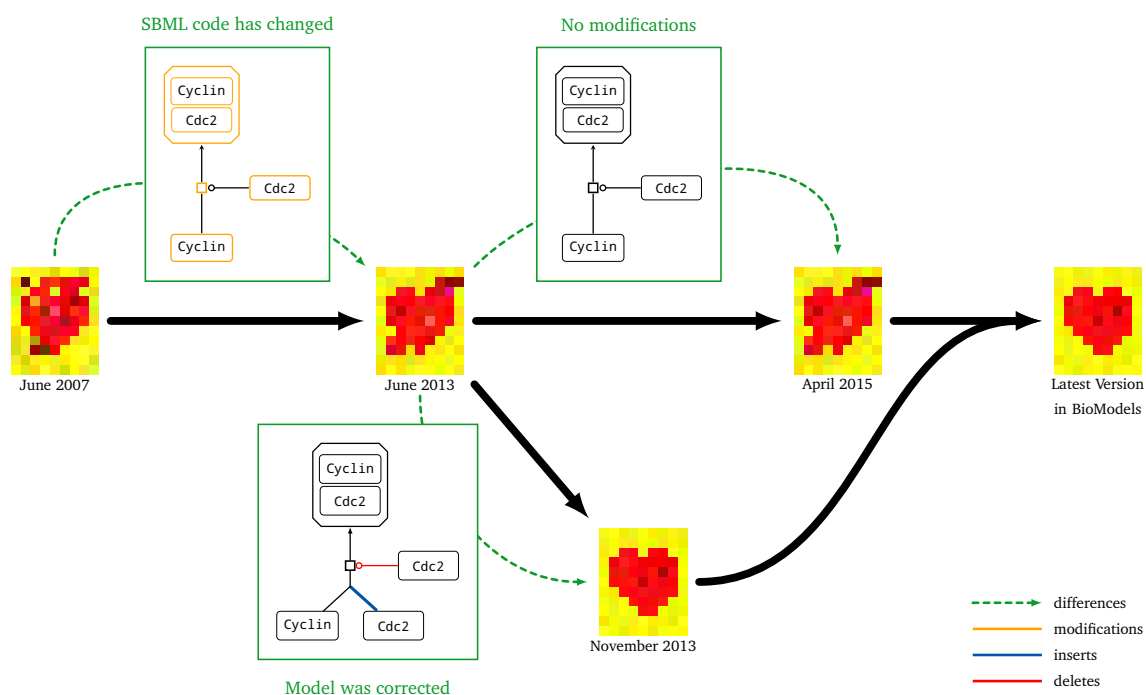 SBML code has changed
No modifications
Cyclin
Cdc2
Cdc2
Cyclin
Cyclin
Cdc2
Cdc2
Cyclin
June 2007
June 2013
April 2015
Latest Version
in BioModels
Cyclin
Cdc2
Cdc2
Cyclin
Cdc2
November 2013
Model was corrected
differences
modifications
inserts
deletes